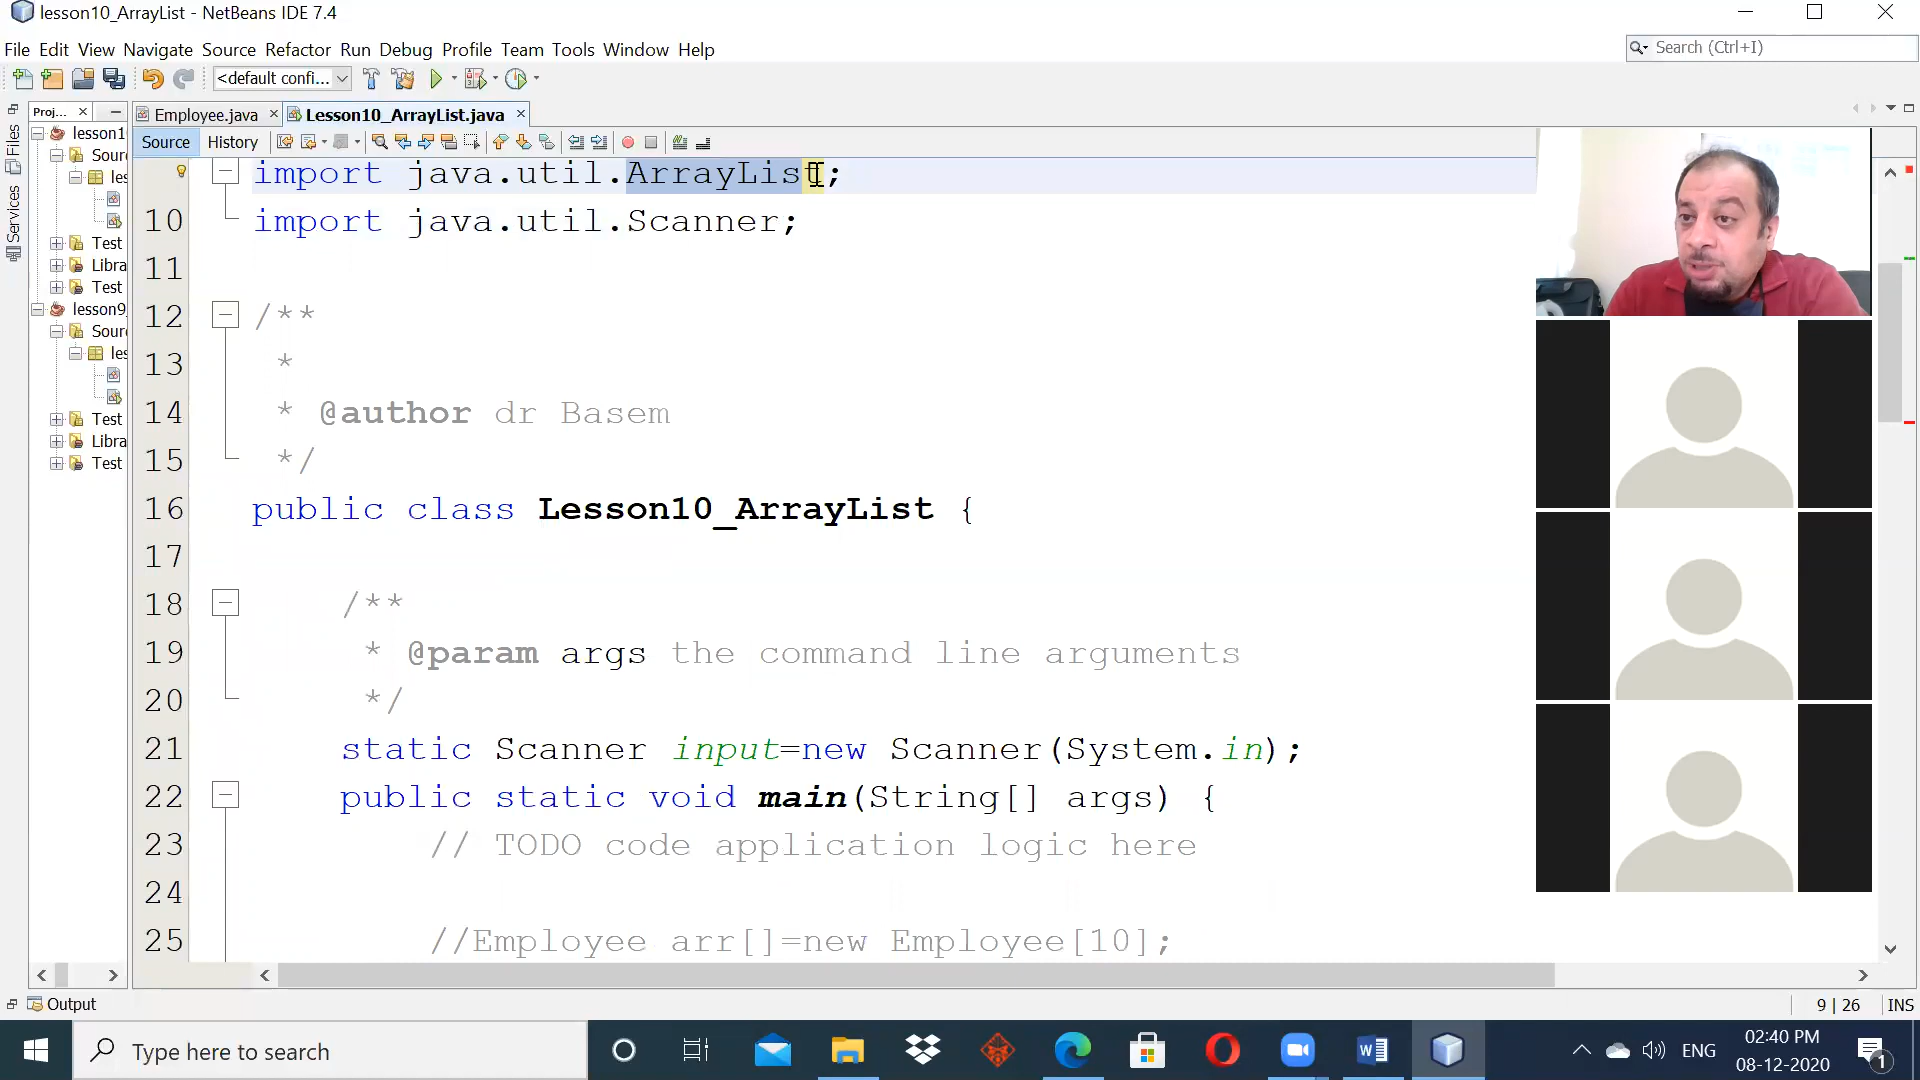 lesson10_ArrayList - NetBeans IDE 7.4
File Edit View Navigate Source Refactor Run Debug Profile Team Tools Window Help
Search (Ctrl+I)
<default confi...
Proj...
Employee.java
Lesson10_ArrayList.java
Source
History
Files
Services
lesson1
Sourc
les
Test
Libra
Test
lesson9
Sourc
les
Test
Libra
Test
import java.util.ArrayList;
10 import java.util.Scanner;
11
12 /**
13 *
14 * @author dr Basem
15 */
16 public class Lesson10_ArrayList {
17
18 /**
19 * @param args the command line arguments
20 */
21 static Scanner input=new Scanner(System.in);
22 public static void main(String[] args) {
23 // TODO code application logic here
24
25 //Employee arr[]=new Employee[10];
Output
9 | 26 INS
Type here to search
ENG
02:40 PM
08-12-2020
1